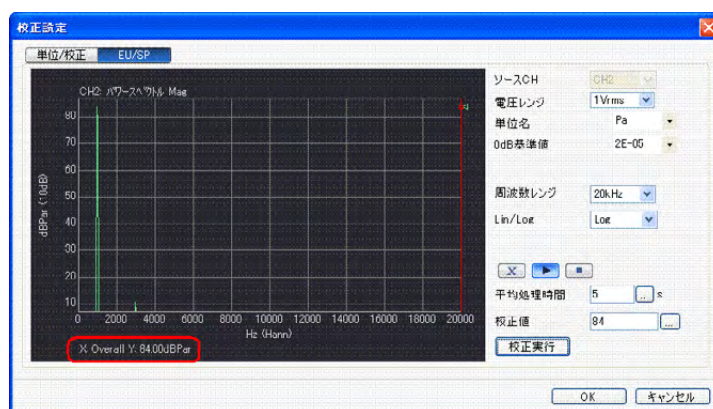 校正設定
単位/校正 EU/SP
CH2: パワースペクトル Mag
dBPar (10dB)
80
70
60
50
40
30
20
10
0 2000 4000 6000 8000 10000 12000 14000 16000 18000 20000
Hz (Hann)
X: Overall Y: 84.00dBPar
ソースCH CH2
電圧レンジ 1Vrms
単位名 Pa
0dB基準値 2E-05
周波数レンジ 20kHz
Lin/Log Log
X
平均処理時間 5 ... s
校正値 84 ...
校正実行
OK キャンセル